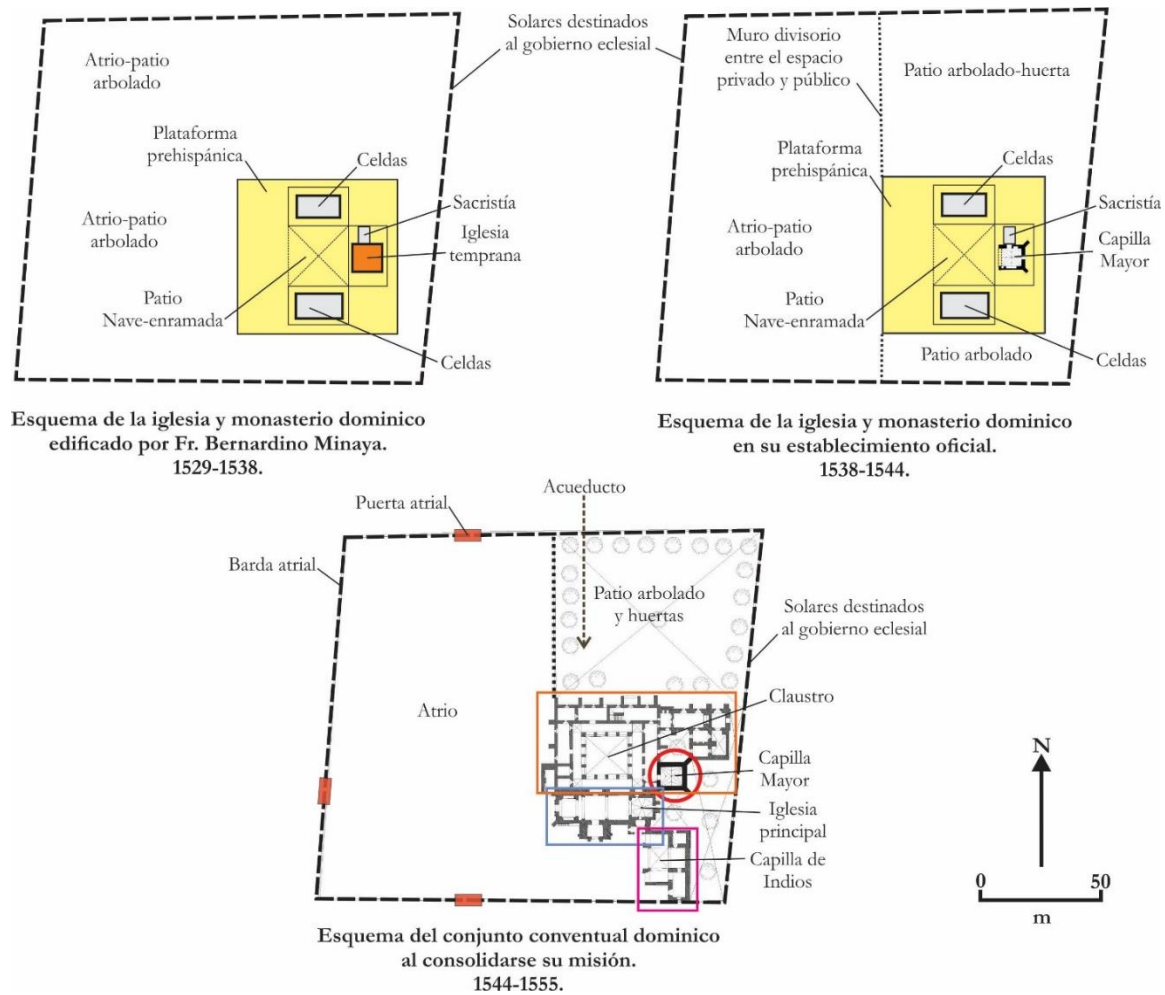 Atrio-patio
arbolado
Plataforma
prehispánica
Celdas
Sacristía
Iglesia
temprana
Atrio-patio
arbolado
Patio
Nave-enramada
Celdas
Solares destinados
al gobierno eclesial
Esquema de la iglesia y monasterio dominico
edificado por Fr. Bernardino Minaya.
1529-1538.
Muro divisorio
entre el espacio
privado y público
Patio arbolado-huerta
Plataforma
prehispánica
Celdas
Sacristía
Capilla
Mayor
Atrio-patio
arbolado
Patio
Nave-enramada
Celdas
Patio arbolado
Esquema de la iglesia y monasterio dominico
en su establecimiento oficial.
1538-1544.
Acueducto
Puerta atrial
Barda atrial
Patio arbolado
y huertas
Solares destinados
al gobierno eclesial
Atrio
Claustro
Capilla
Mayor
Iglesia
principal
Capilla de
Indios
Esquema del conjunto conventual dominico
al consolidarse su misión.
1544-1555.
N
0 50
m